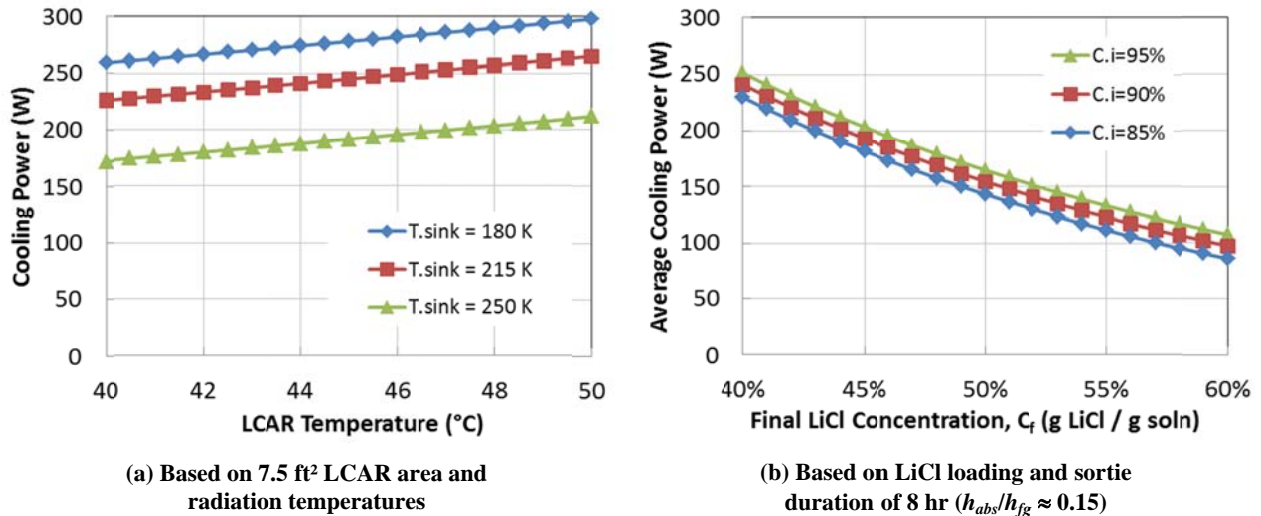 300
250
200
150
100
50
0
Cooling Power (W)
T.sink = 180 K
T.sink = 215 K
T.sink = 250 K
40 42 44 46 48 50
LCAR Temperature (°C)
(a) Based on 7.5 ft² LCAR area and
radiation temperatures
300
250
200
150
100
50
0
Average Cooling Power (W)
C.i=95%
C.i=90%
C.i=85%
40% 45% 50% 55% 60%
Final LiCl Concentration, Cf (g LiCl / g soln)
(b) Based on LiCl loading and sortie
duration of 8 hr (habs/hfg ≈ 0.15)